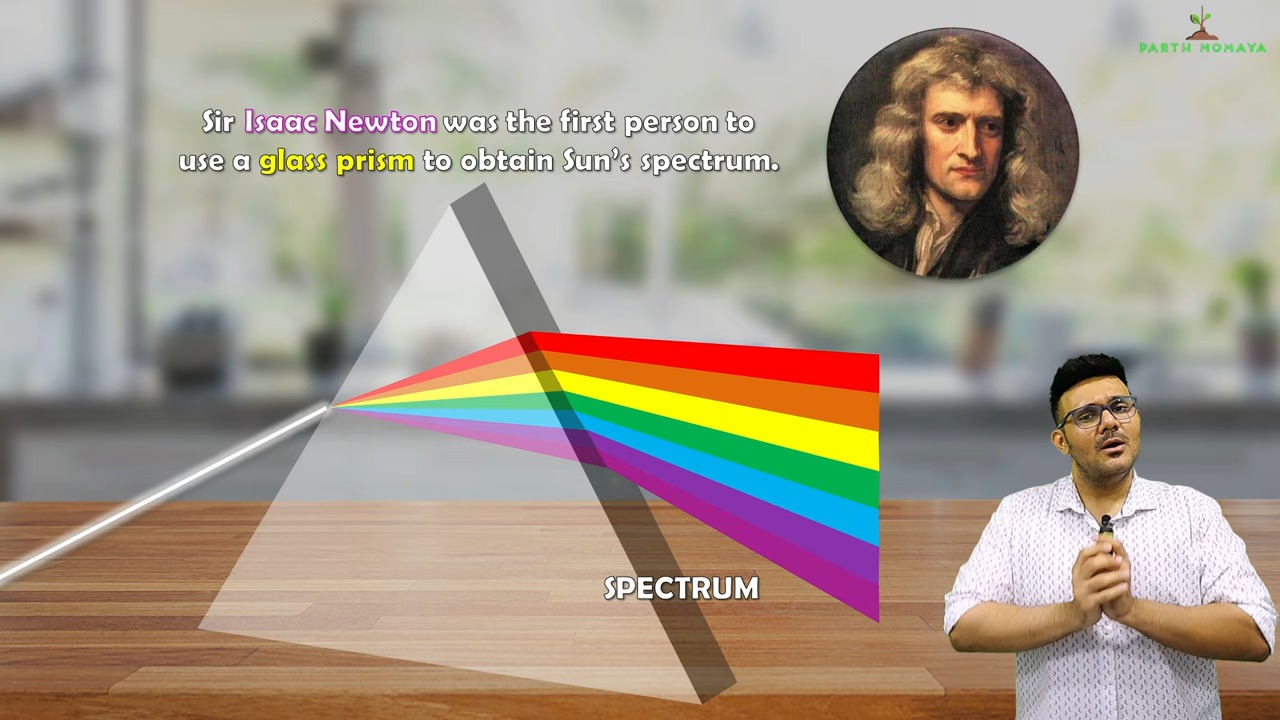 PARTH MOMAYA
Sir Isaac Newton was the first person to
use a glass prism to obtain Sun's spectrum.
SPECTRUM